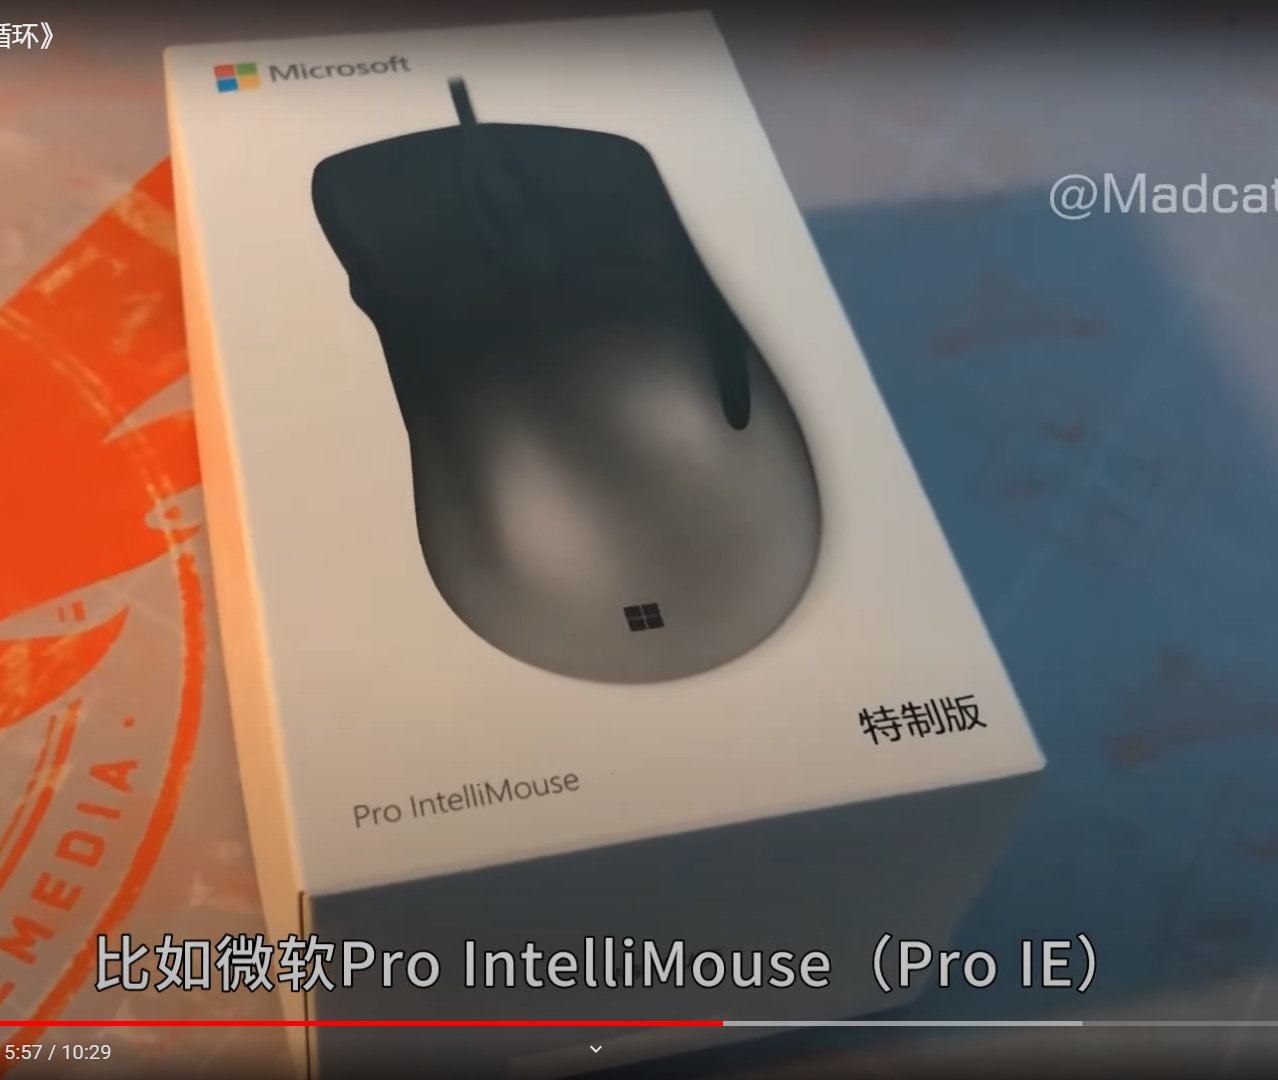 循环》
Microsoft
@Madcat
特制版
Pro IntelliMouse
MEDIA
比如微软Pro IntelliMouse（Pro IE）
5:57 / 10:29